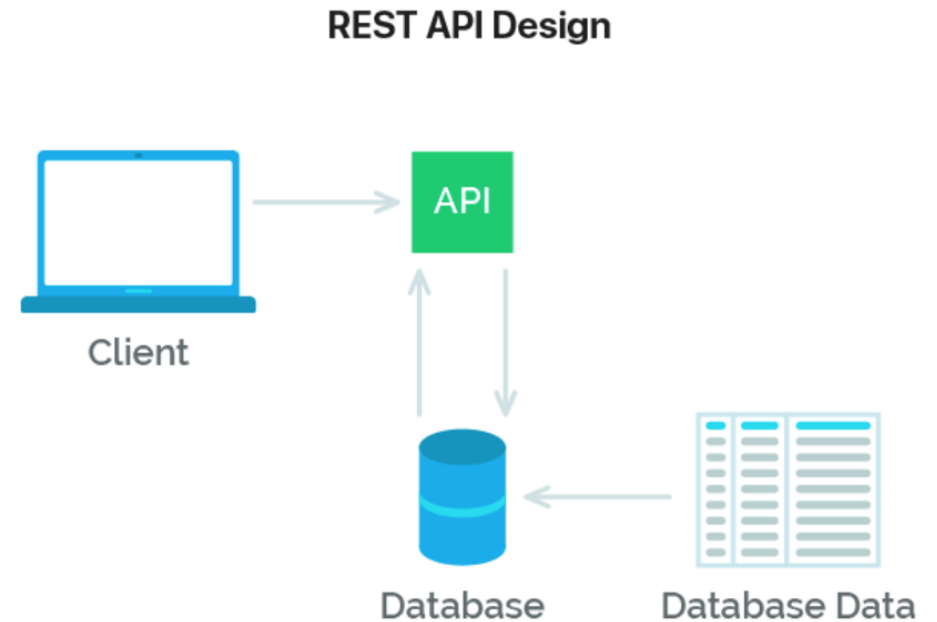 REST API Design
API
Client
Database
Database Data